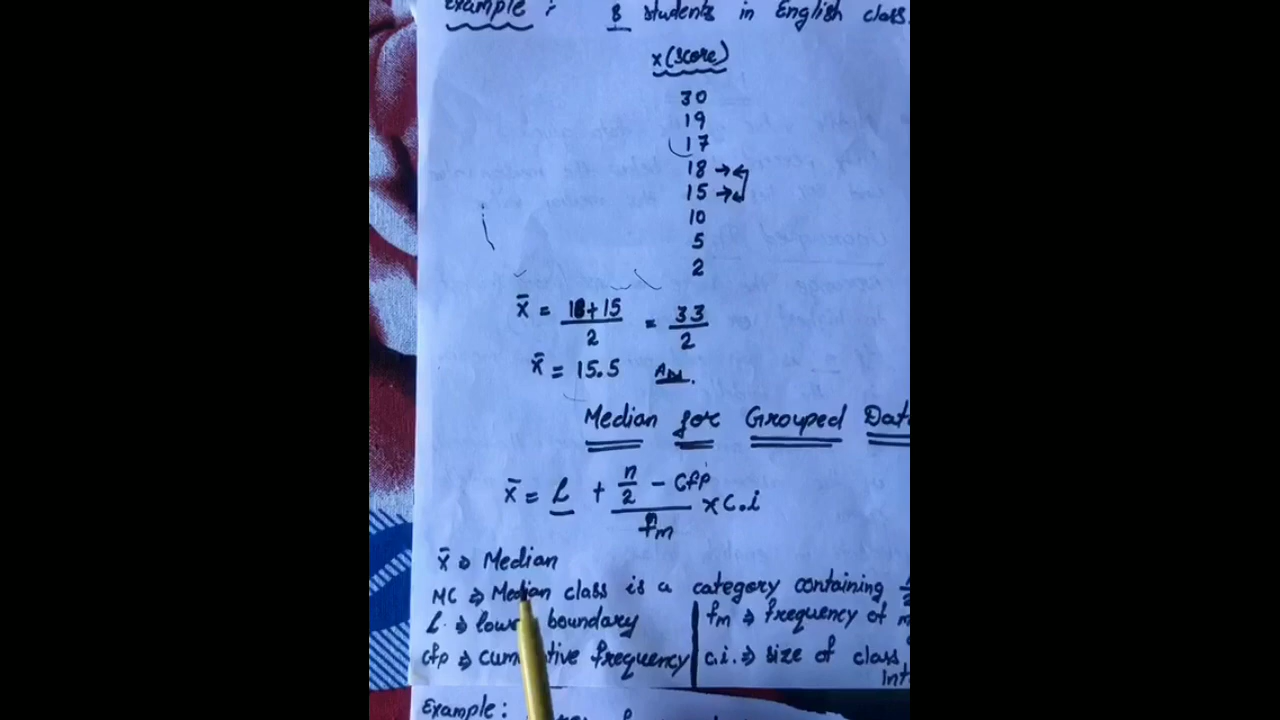 Example : 8 students in English class.
x (score)
30
19
17
18 →
15 →
10
5
2
x̄ = 18+15 / 2 = 33 / 2
x̄ = 15.5 Ans.
Median for Grouped Data
x̄ = L + n/2 - cfp / fm × c.i
x̄ ⇒ Median
MC ⇒ Median class is a category containing n/2
L ⇒ lower boundary
fm ⇒ frequency of m
cfp ⇒ cumulative frequency
c.i. ⇒ size of class
Int
Example: